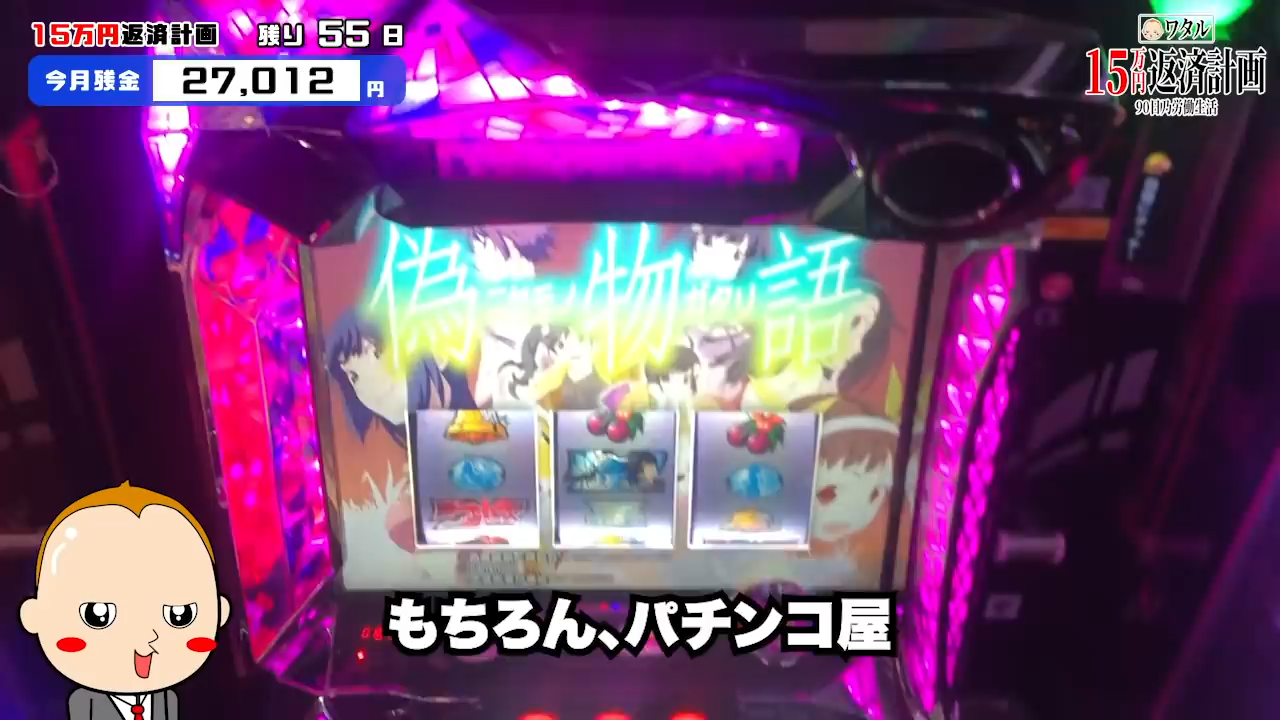 15万円返済計画 残り 55 日
今月残金 27,012 円
ワタル
15万円返済計画
90日乃労働生活
偽物語
もちろん、パチンコ屋